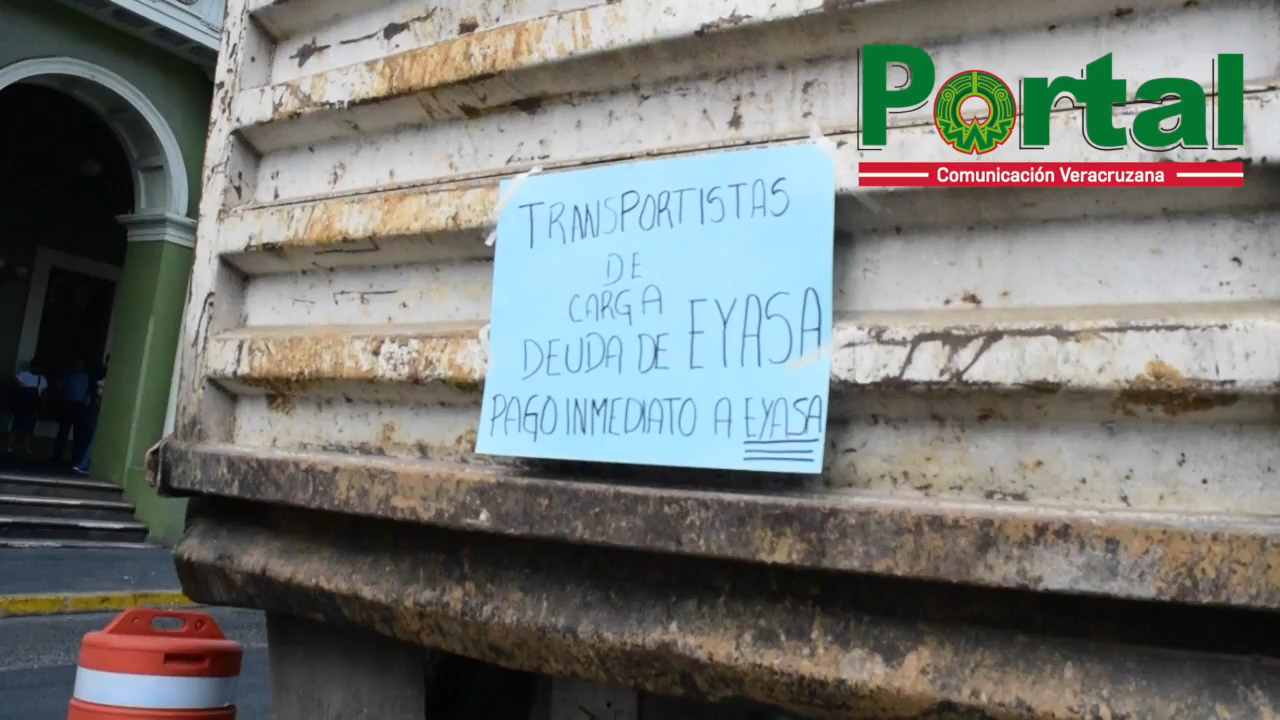 Portal
Comunicación Veracruzana
TRANSPORTISTAS
DE
CARGA
DEUDA DE EYASA
PAGO INMEDIATO A EYASA